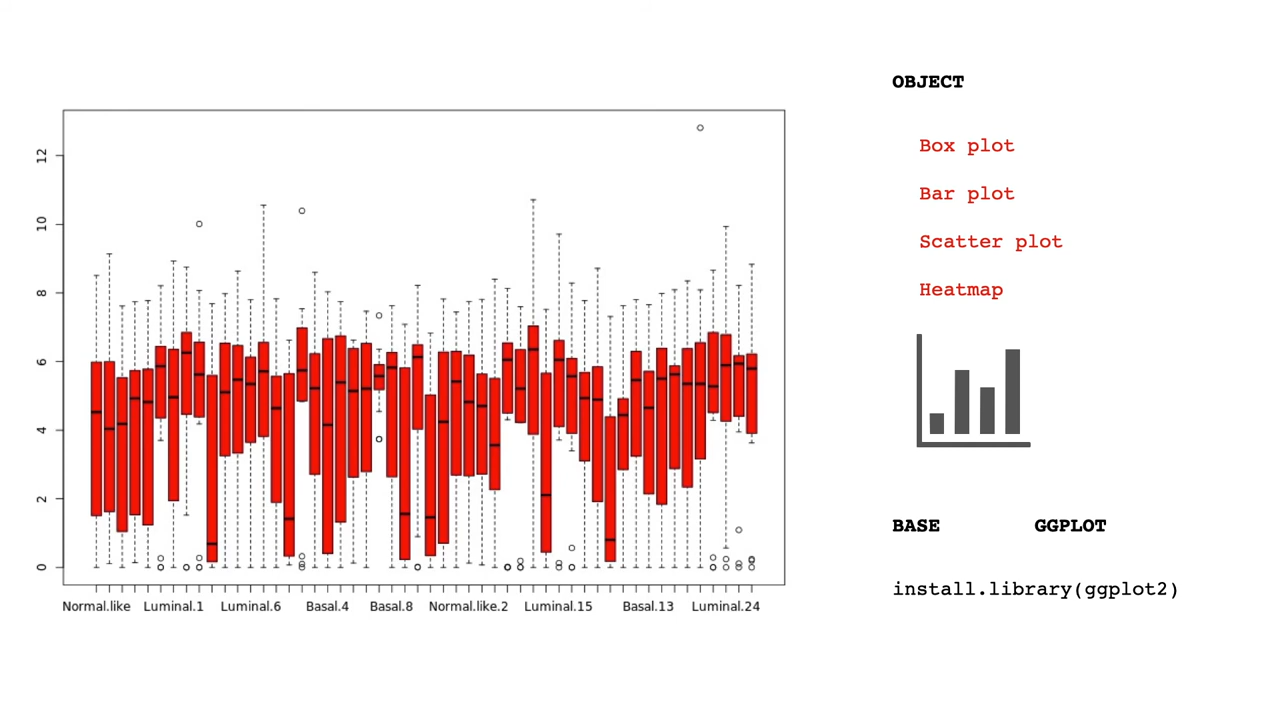 12
10
8
6
4
2
0
Normal.like Luminal.1 Luminal.6 Basal.4 Basal.8 Normal.like.2 Luminal.15 Basal.13 Luminal.24
OBJECT
Box plot
Bar plot
Scatter plot
Heatmap
BASE GGPLOT
install.library(ggplot2)